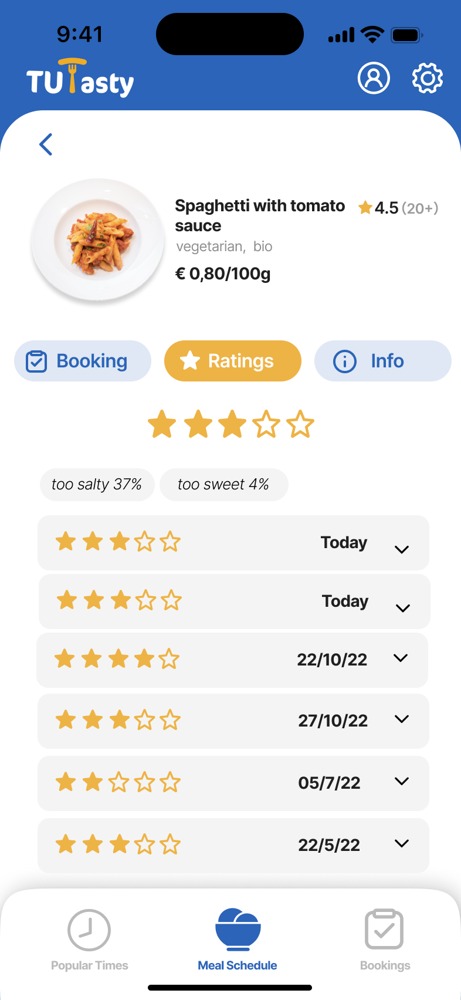 9:41
TUTasty
Spaghetti with tomato
sauce
4.5 (20+)
vegetarian, bio
€ 0,80/100g
Booking
Ratings
Info
too salty 37%
too sweet 4%
Today
Today
22/10/22
27/10/22
05/7/22
22/5/22
Popular Times
Meal Schedule
Bookings